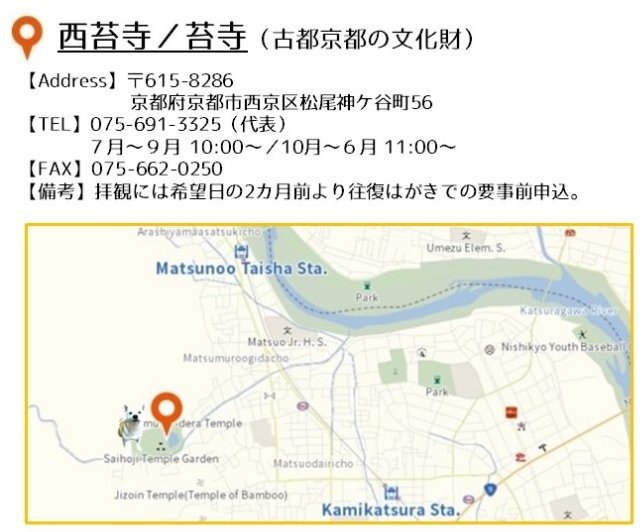 西苔寺／苔寺（古都京都の文化財）
【Address】〒615-8286
京都府京都市西京区松尾神ケ谷町56
【TEL】075-691-3325（代表）
７月～９月 10:00～／10月～６月 11:00～
【FAX】075-662-0250
【備考】拝観には希望日の2カ月前より往復はがきでの要事前申込。
Arashiyamaasatsukicho
文
Umezu Elem. S.
Matsunoo Taisha Sta.
Park
Katsuragawa River
文
Matsuo Jr. H. S.
Nishikyo Youth Baseball
Matsumuroogidacho
Park
dera Temple
Saihoji Temple Garden
Matsudaoricho
Jizoin Temple(Temple of Bamboo)
9
文
Kamikatsura Sta.